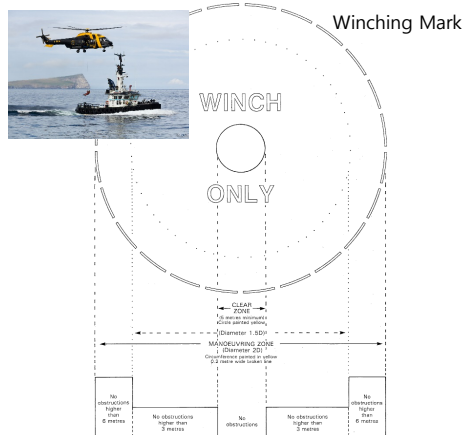 Winching Mark
WINCH
ONLY
CLEAR
ZONE
(5 metres minimum)
Circle painted yellow
(Diameter 1.5D)
MANOEUVRING ZONE
(Diameter 2D)
Circumference painted in yellow
0.2 metre wide broken line
No
obstructions
higher
than
6 metres
No obstructions
higher than
3 metres
No
obstructions
No obstructions
higher than
3 metres
No
obstructions
higher
than
6 metres